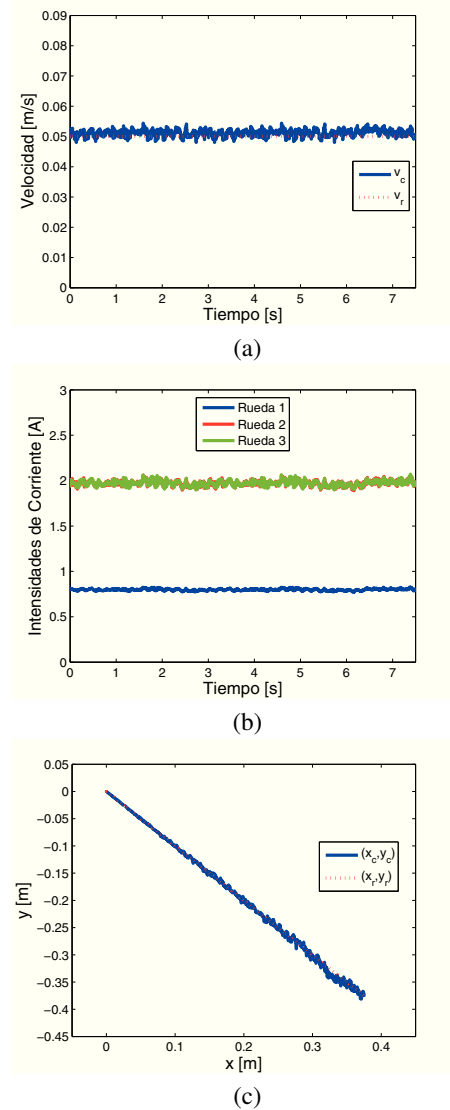 0.09
0.08
0.07
0.06
0.05
0.04
0.03
0.02
0.01
0
Velocidad [m/s]
v_c
v_r
0 1 2 3 4 5 6 7
Tiempo [s]
(a)
3
2.5
2
1.5
1
0.5
0
Intensidades de Corriente [A]
Rueda 1
Rueda 2
Rueda 3
0 1 2 3 4 5 6 7
Tiempo [s]
(b)
0.05
0
−0.05
−0.1
−0.15
−0.2
−0.25
−0.3
−0.35
−0.4
−0.45
y [m]
(x_c,y_c)
(x_r,y_r)
0 0.1 0.2 0.3 0.4
x [m]
(c)